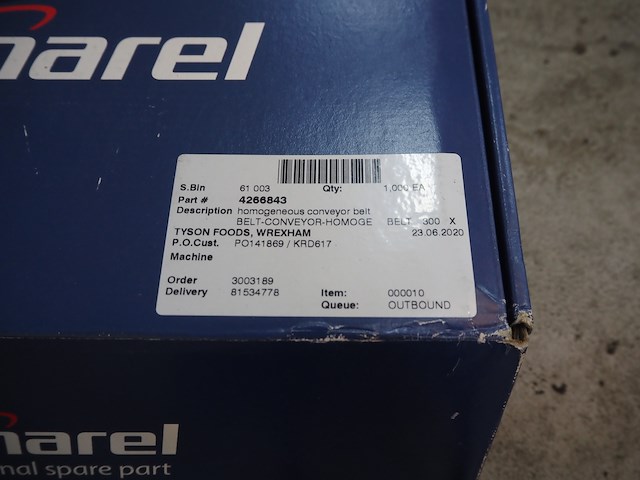 marel
S.Bin 61 003 Qty: 1,000 EA
Part # 4266843
Description homogeneous conveyor belt
BELT-CONVEYOR-HOMOGE BELT 300 X
TYSON FOODS, WREXHAM 23.06.2020
P.O.Cust. PO141869 / KRD617
Machine
Order 3003189
Delivery 81534778 Item: 000010
Queue: OUTBOUND
marel
nal spare part